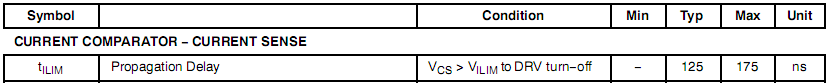 Symbol Condition Min Typ Max Unit
CURRENT COMPARATOR − CURRENT SENSE
tILIM Propagation Delay VCS > VILIM to DRV turn−off − 125 175 ns